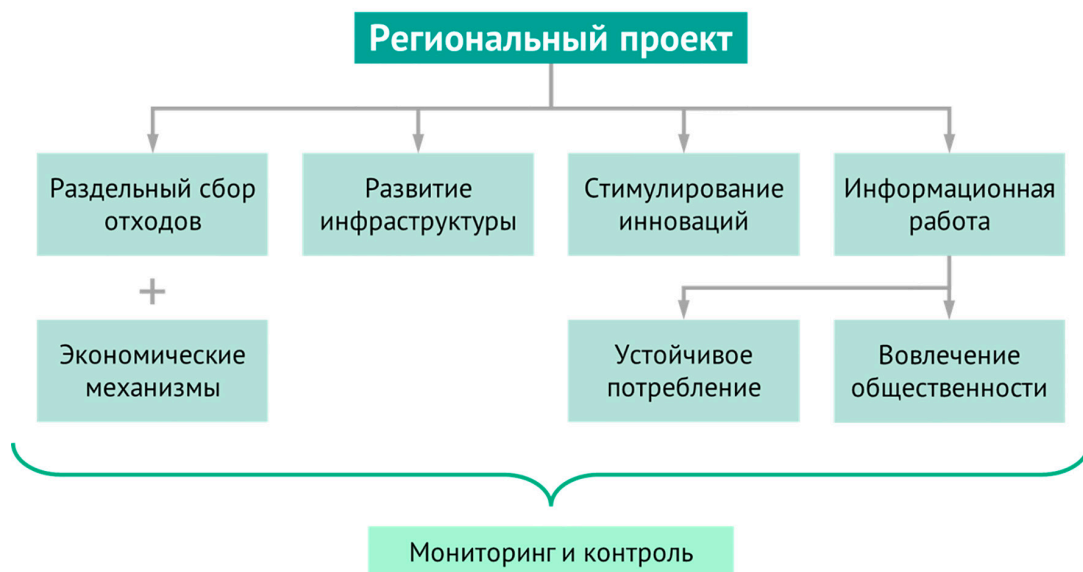 Региональный проект
Раздельный сбор
отходов
Развитие
инфраструктуры
Стимулирование
инноваций
Информационная
работа
+
Экономические
механизмы
Устойчивое
потребление
Вовлечение
общественности
Мониторинг и контроль